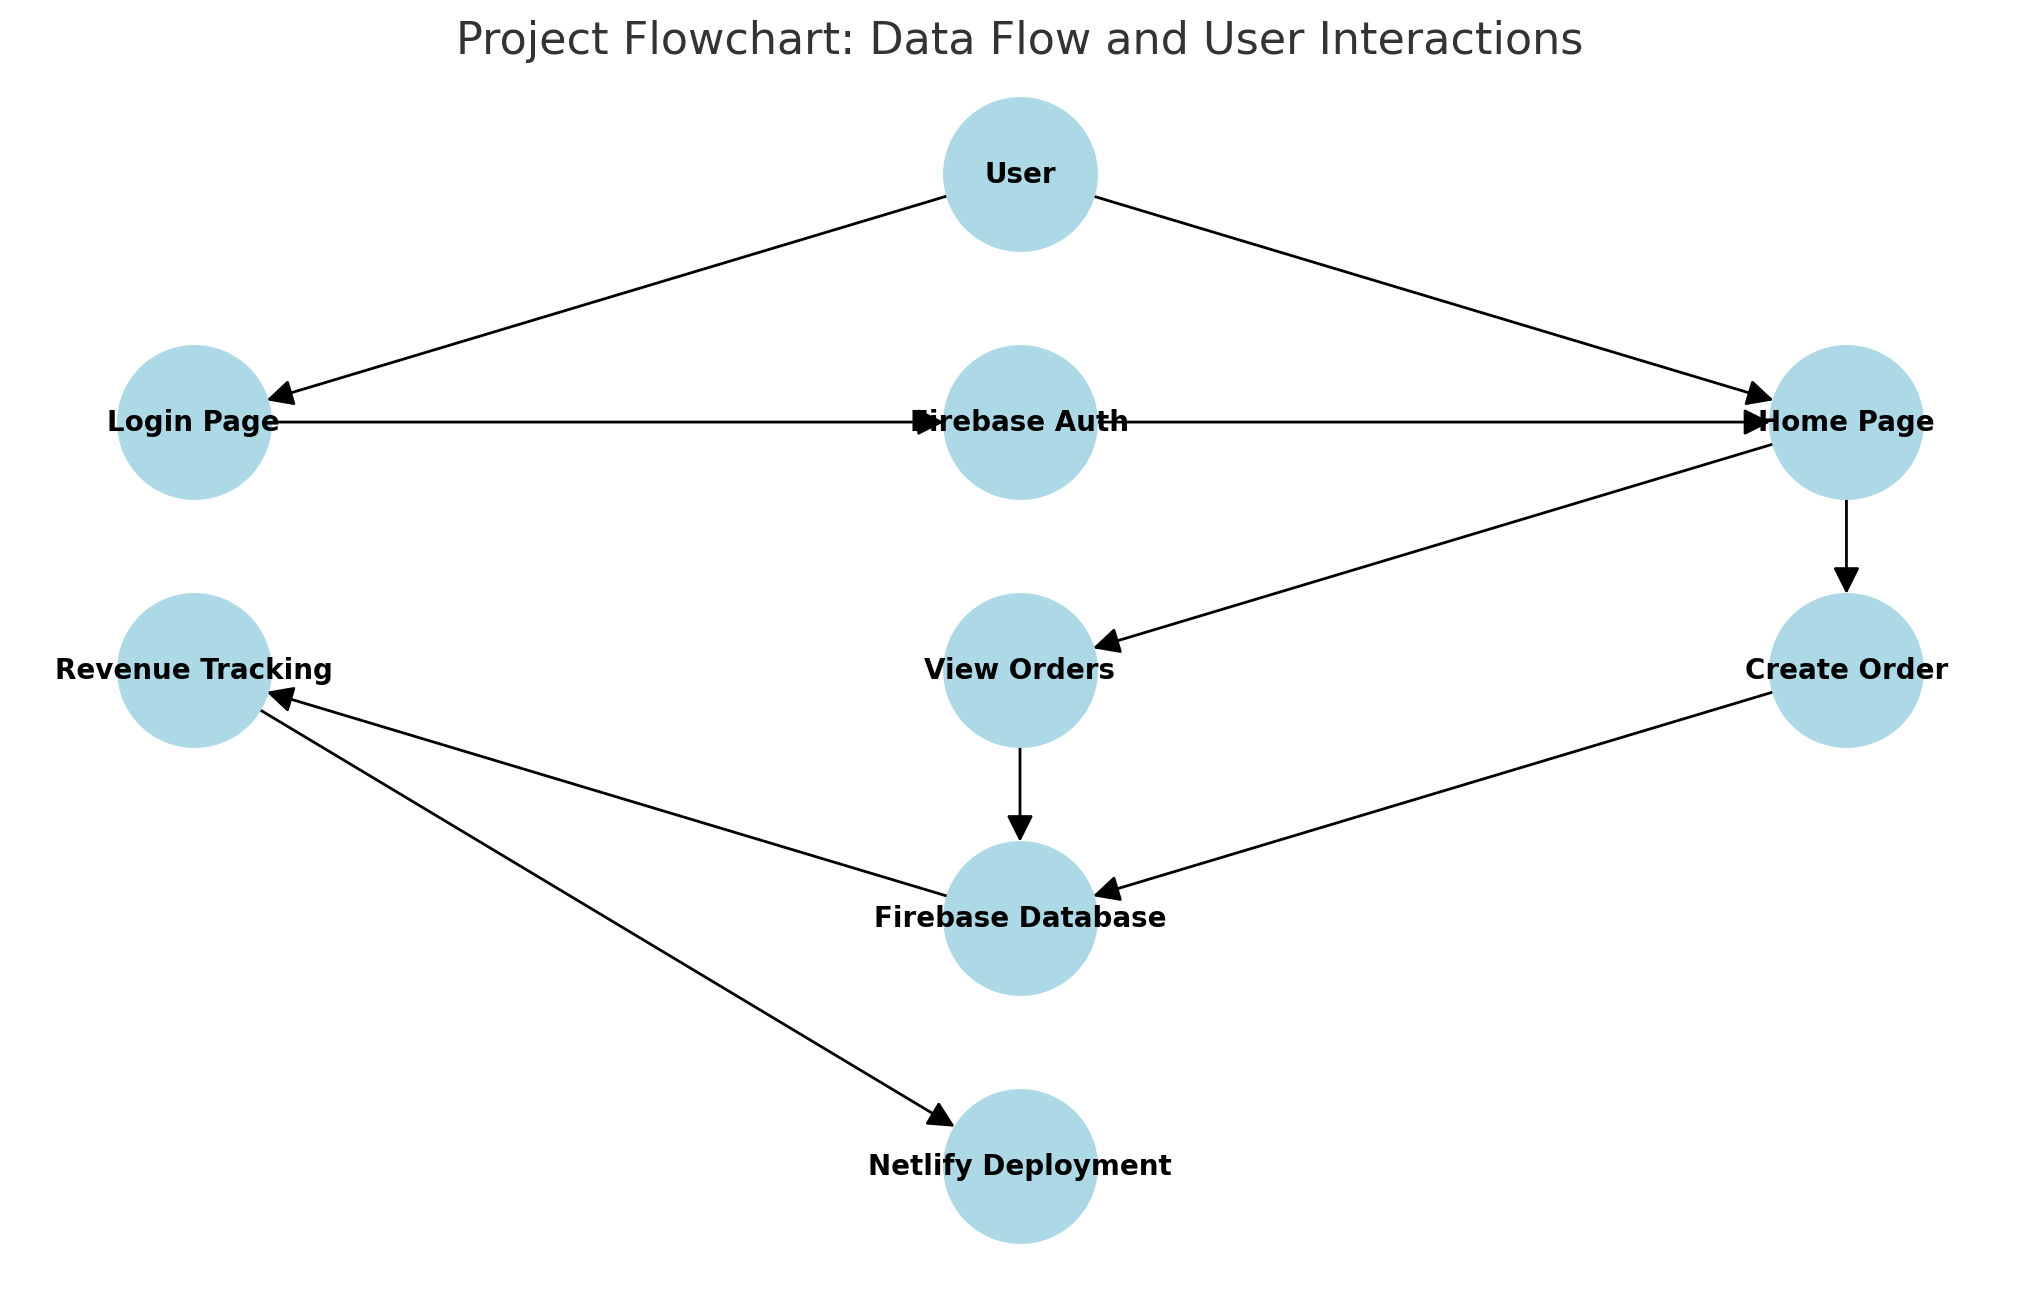 Project Flowchart: Data Flow and User Interactions
User
Login Page
Firebase Auth
Home Page
Revenue Tracking
View Orders
Create Order
Firebase Database
Netlify Deployment